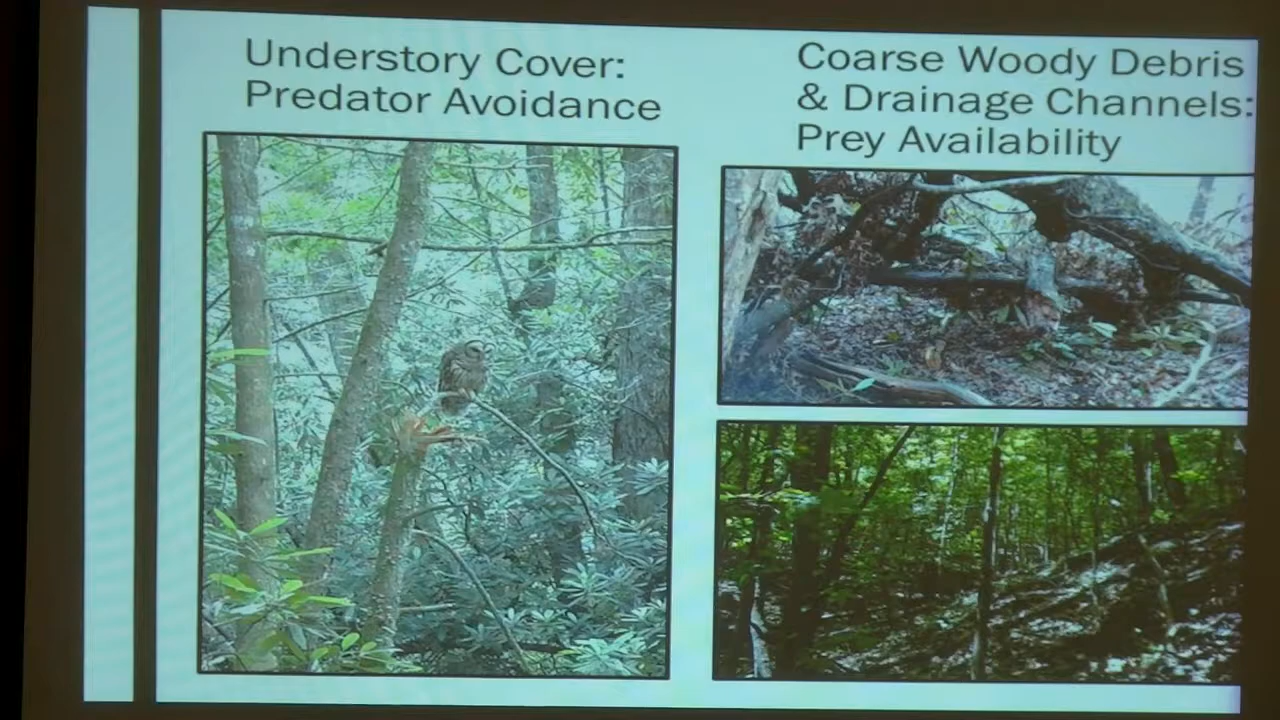 Understory Cover:
Predator Avoidance
Coarse Woody Debris
& Drainage Channels:
Prey Availability